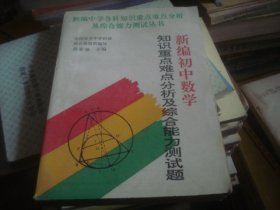 新编中学各科知识重点难点分析
及综合能力测试丛书
新编初中数学
知识重点难点分析及综合能力测试题